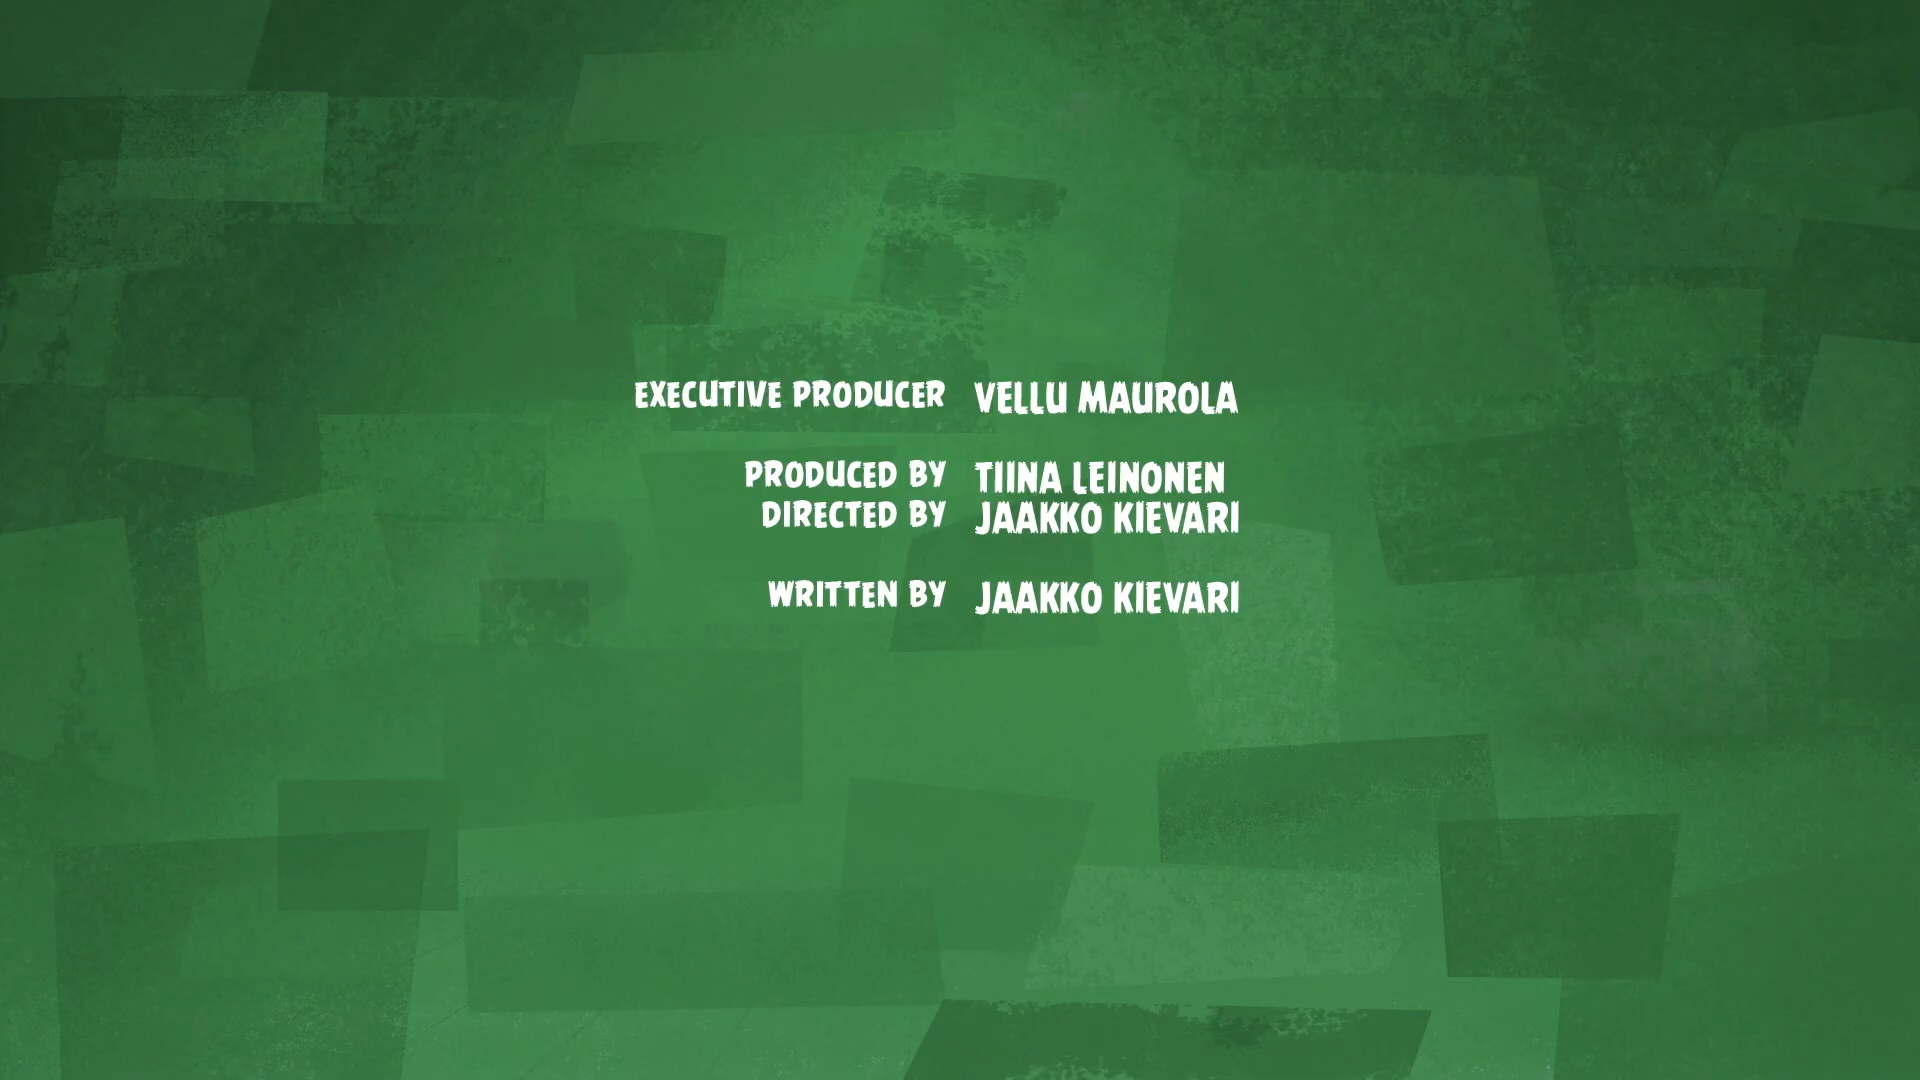 EXECUTIVE PRODUCER VELLU MAUROLA
PRODUCED BY TIINA LEINONEN
DIRECTED BY JAAKKO KIEVARI
WRITTEN BY JAAKKO KIEVARI